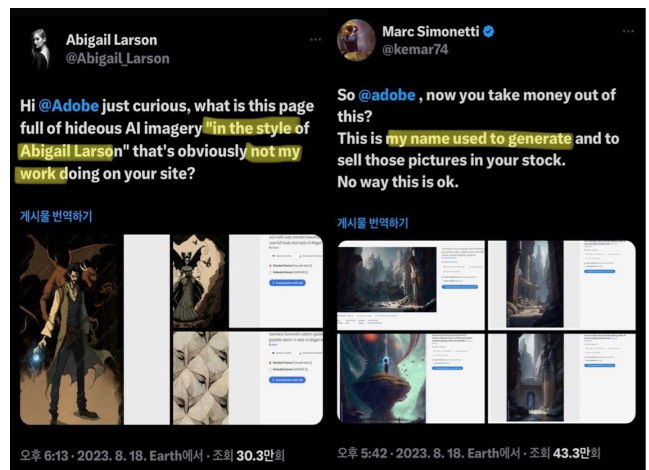 Abigail Larson
@Abigail_Larson
Hi @Adobe just curious, what is this page
full of hideous AI imagery "in the style of
Abigail Larson" that's obviously not my
work doing on your site?
게시물 번역하기
오후 6:13 · 2023. 8. 18. Earth에서 · 조회 30.3만회
Marc Simonetti
@kemar74
So @adobe , now you take money out of
this?
This is my name used to generate and to
sell those pictures in your stock.
No way this is ok.
게시물 번역하기
오후 5:42 · 2023. 8. 18. Earth에서 · 조회 43.3만회